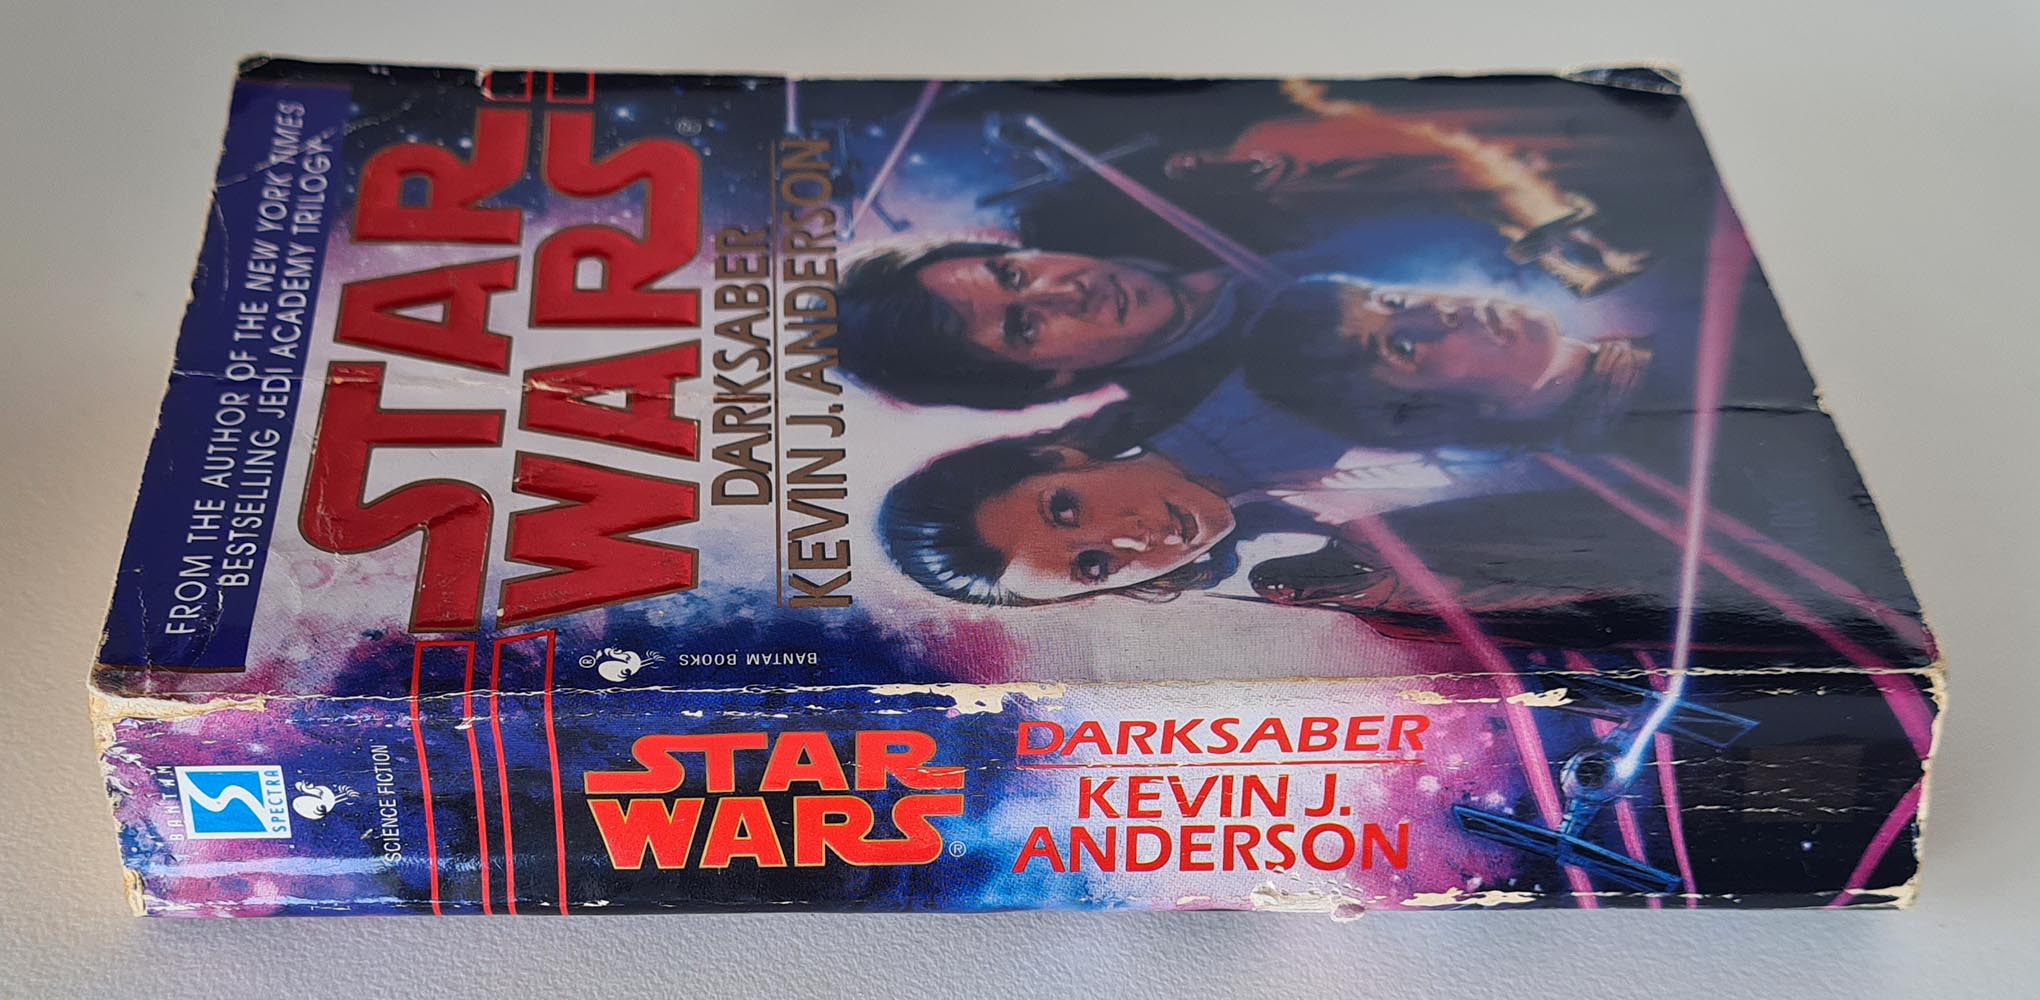 FROM THE AUTHOR OF THE NEW YORK TIMES
BESTSELLING JEDI ACADEMY TRILOGY
STAR
WARS®
DARKSABER
KEVIN J. ANDERSON
BANTAM BOOKS
®
BANTAM
SPECTRA
SCIENCE FICTION
STAR
WARS®
DARKSABER
KEVIN J.
ANDERSON